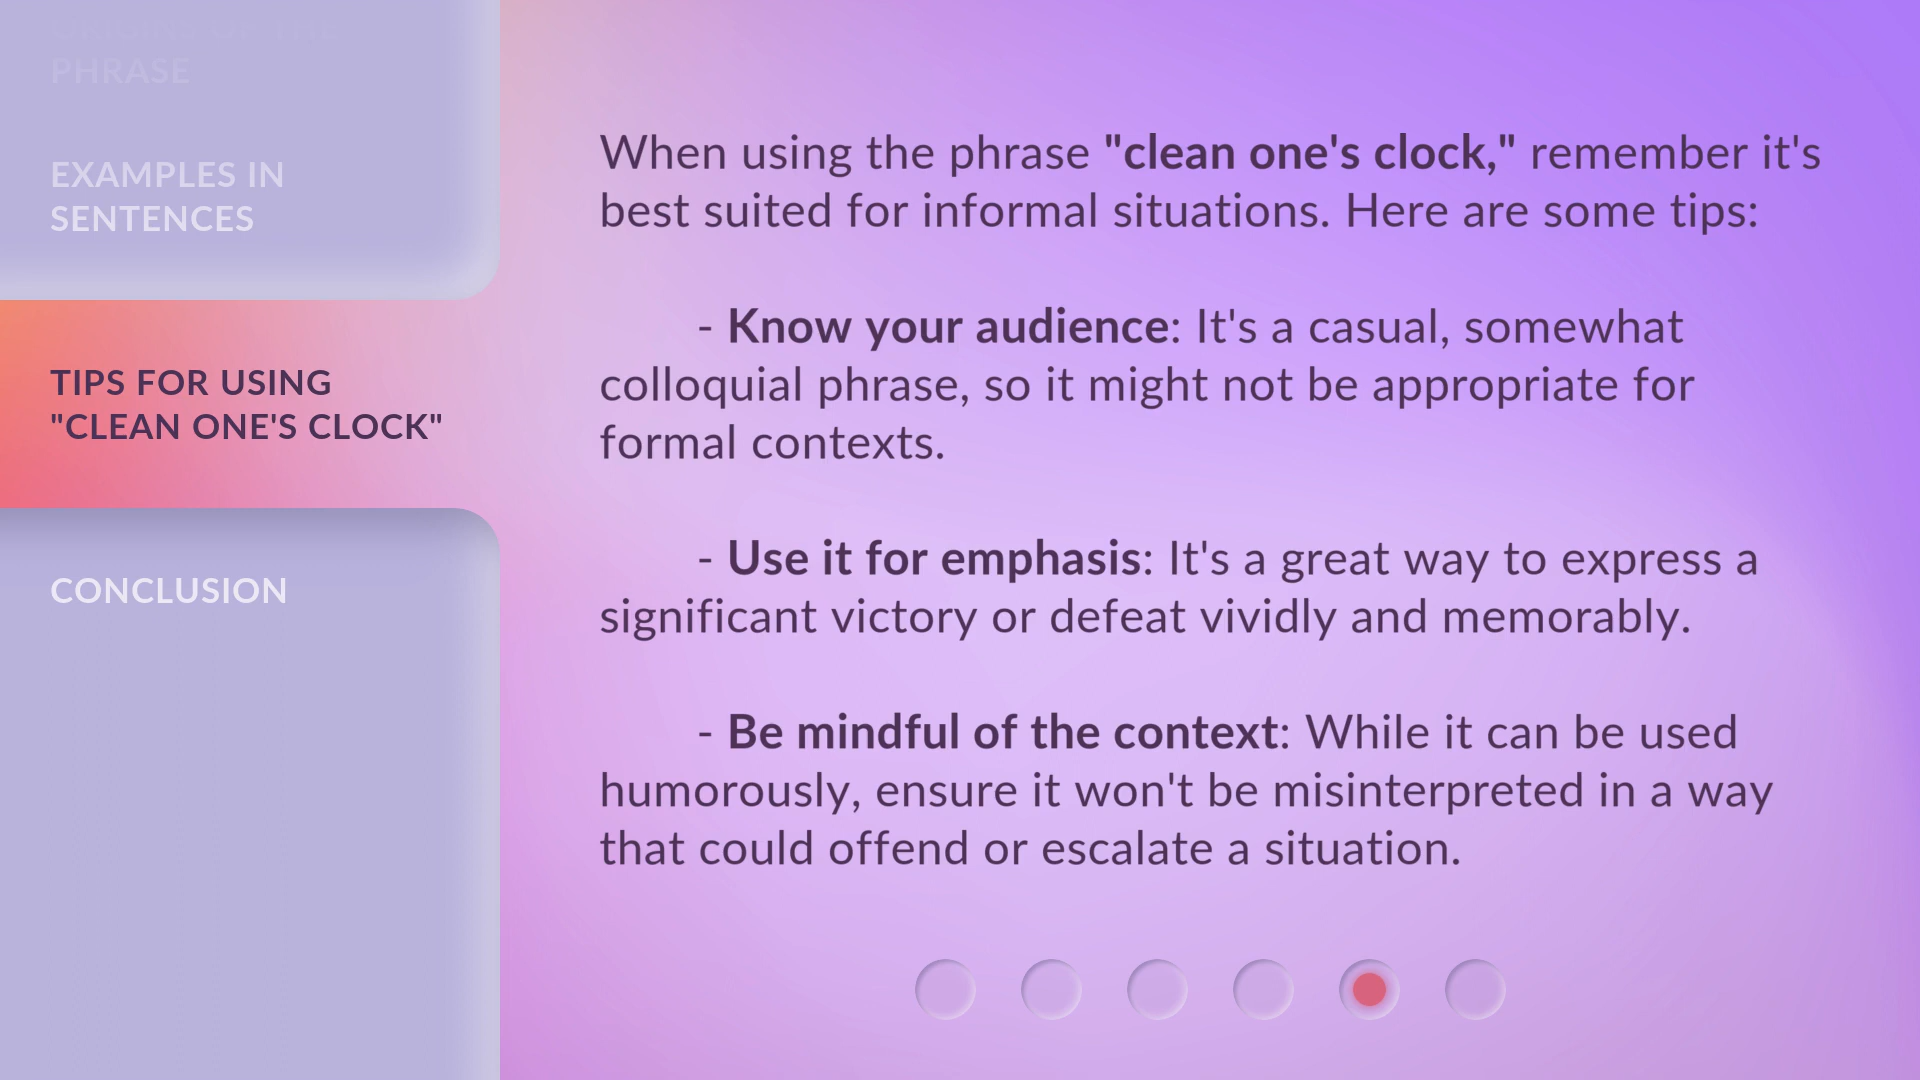 PHRASE
EXAMPLES IN
SENTENCES
TIPS FOR USING
"CLEAN ONE'S CLOCK"
CONCLUSION
When using the phrase "clean one's clock," remember it's
best suited for informal situations. Here are some tips:
- Know your audience: It's a casual, somewhat
colloquial phrase, so it might not be appropriate for
formal contexts.
- Use it for emphasis: It's a great way to express a
significant victory or defeat vividly and memorably.
- Be mindful of the context: While it can be used
humorously, ensure it won't be misinterpreted in a way
that could offend or escalate a situation.